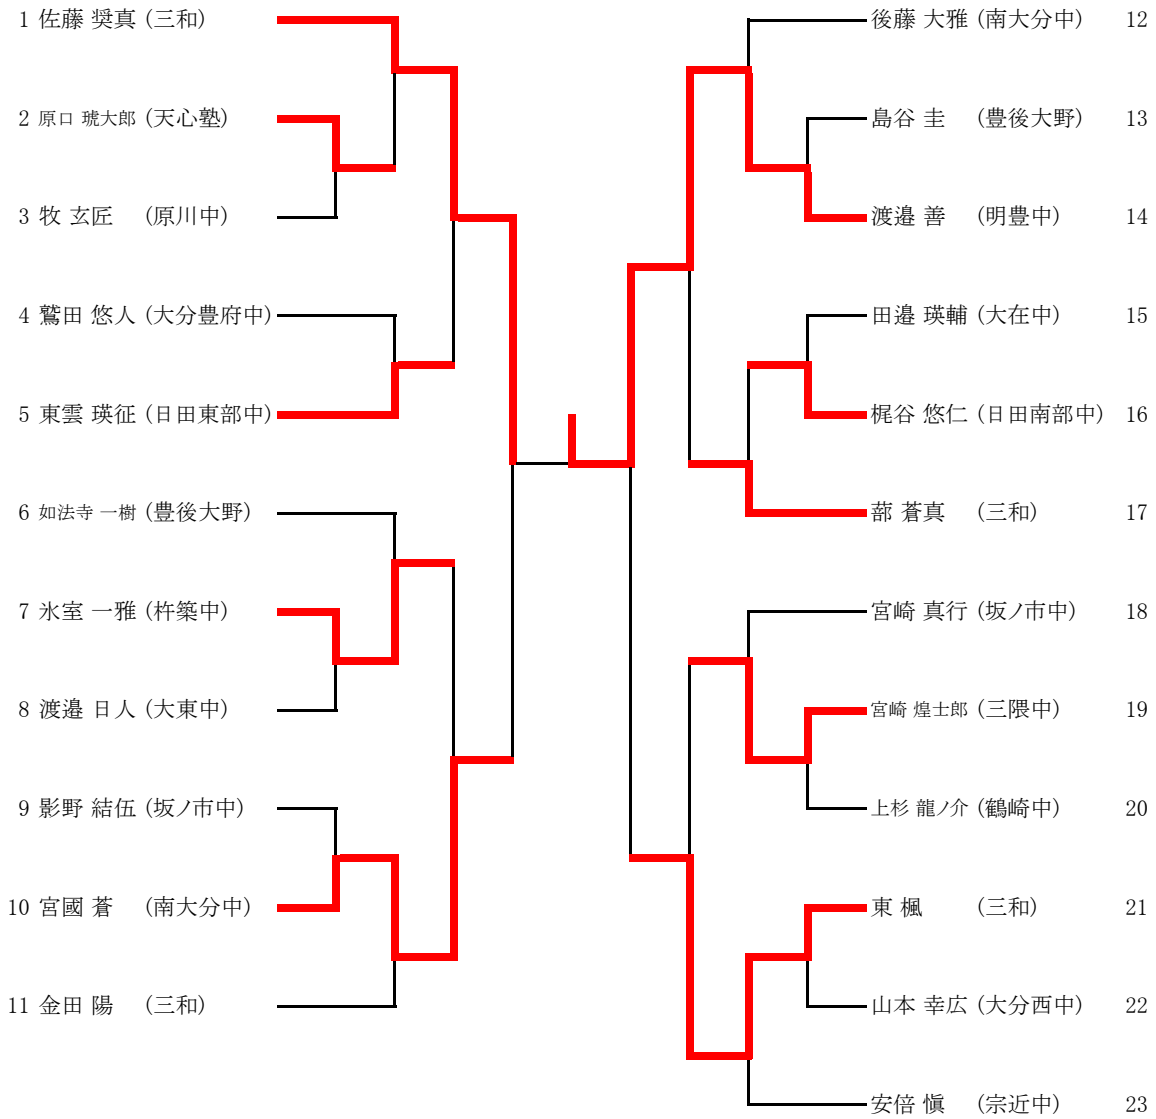 1 佐藤 奨真 (三和)
2 原口 琥大郎 (天心塾)
3 牧 玄匠 (原川中)
4 鷲田 悠人 (大分豊府中)
5 東雲 瑛征 (日田東部中)
6 如法寺 一樹 (豊後大野)
7 氷室 一雅 (杵築中)
8 渡邉 日人 (大東中)
9 影野 結伍 (坂ノ市中)
10 宮國 蒼 (南大分中)
11 金田 陽 (三和)
後藤 大雅 (南大分中) 12
島谷 圭 (豊後大野) 13
渡邉 善 (明豊中) 14
田邉 瑛輔 (大在中) 15
梶谷 悠仁 (日田南部中) 16
蔀 蒼真 (三和) 17
宮崎 真行 (坂ノ市中) 18
宮崎 煌士郎 (三隈中) 19
上杉 龍ノ介 (鶴崎中) 20
東 楓 (三和) 21
山本 幸広 (大分西中) 22
安倍 愼 (宗近中) 23